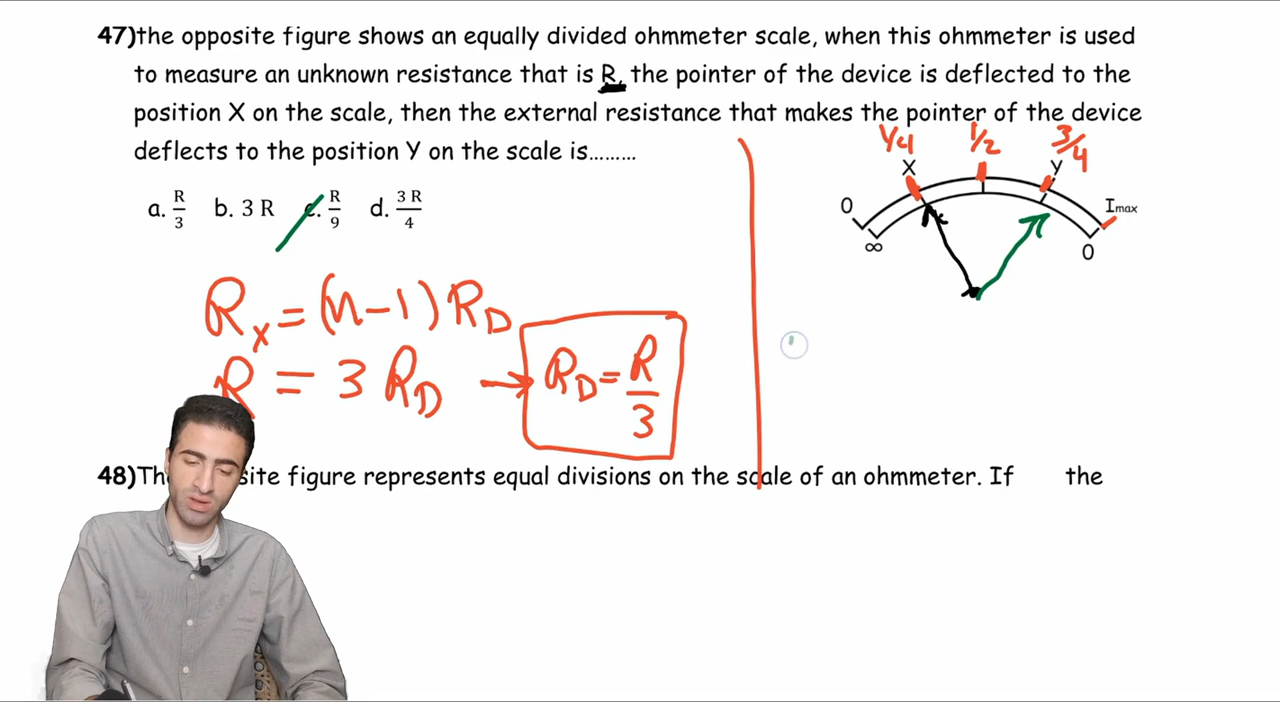 47)the opposite figure shows an equally divided ohmmeter scale, when this ohmmeter is used
to measure an unknown resistance that is R, the pointer of the device is deflected to the
position X on the scale, then the external resistance that makes the pointer of the device
deflects to the position Y on the scale is.........
a. R/3 b. 3 R c. R/9 d. 3 R/4
1/4 1/2 3/4
X Y
0 Imax
∞ 0
Rx = (n-1) RD
R = 3 RD → RD = R/3
48)Th site figure represents equal divisions on the scale of an ohmmeter. If the